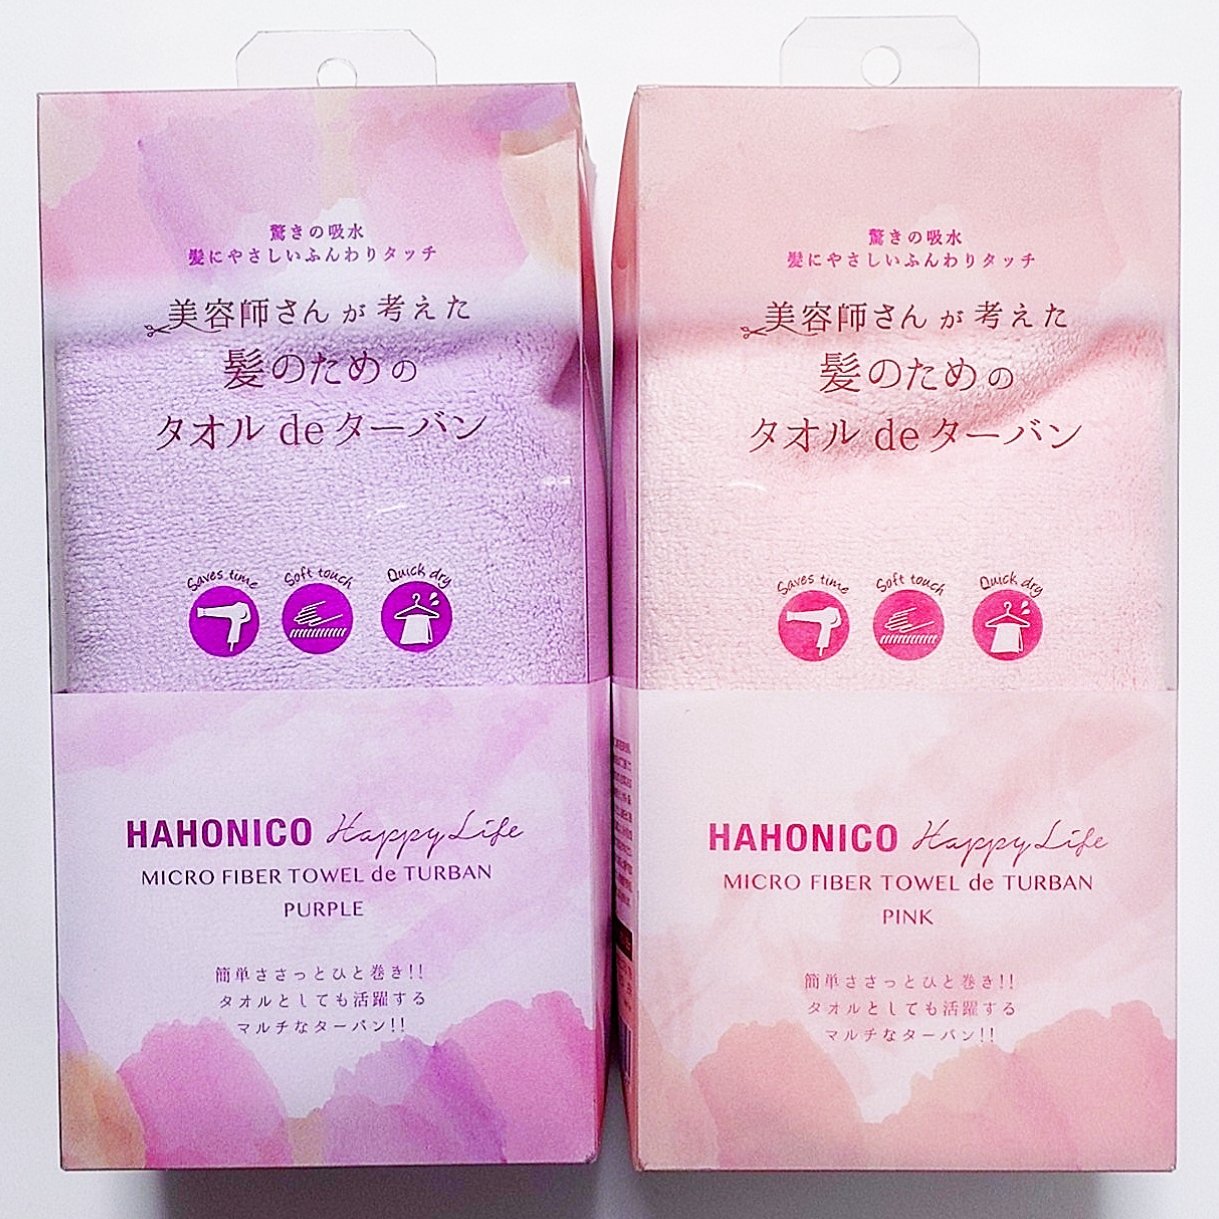 驚きの吸水
髪にやさしいふんわりタッチ
美容師さんが考えた
髪のための
タオル de ターバン
Saves time
Soft touch
Quick dry
HAHONICO Happy Life
MICRO FIBER TOWEL de TURBAN
PURPLE
簡単ささっとひと巻き!!
タオルとしても活躍する
マルチなターバン!!
驚きの吸水
髪にやさしいふんわりタッチ
美容師さんが考えた
髪のための
タオル de ターバン
Saves time
Soft touch
Quick dry
HAHONICO Happy Life
MICRO FIBER TOWEL de TURBAN
PINK
簡単ささっとひと巻き!!
タオルとしても活躍する
マルチなターバン!!